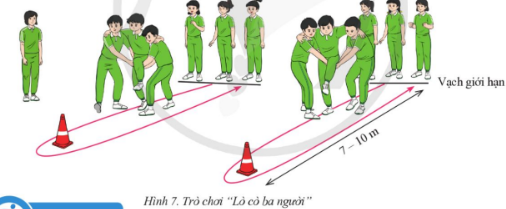 Vạch giới hạn
7 – 10 m
Hình 7. Trò chơi “Lò cò ba người”